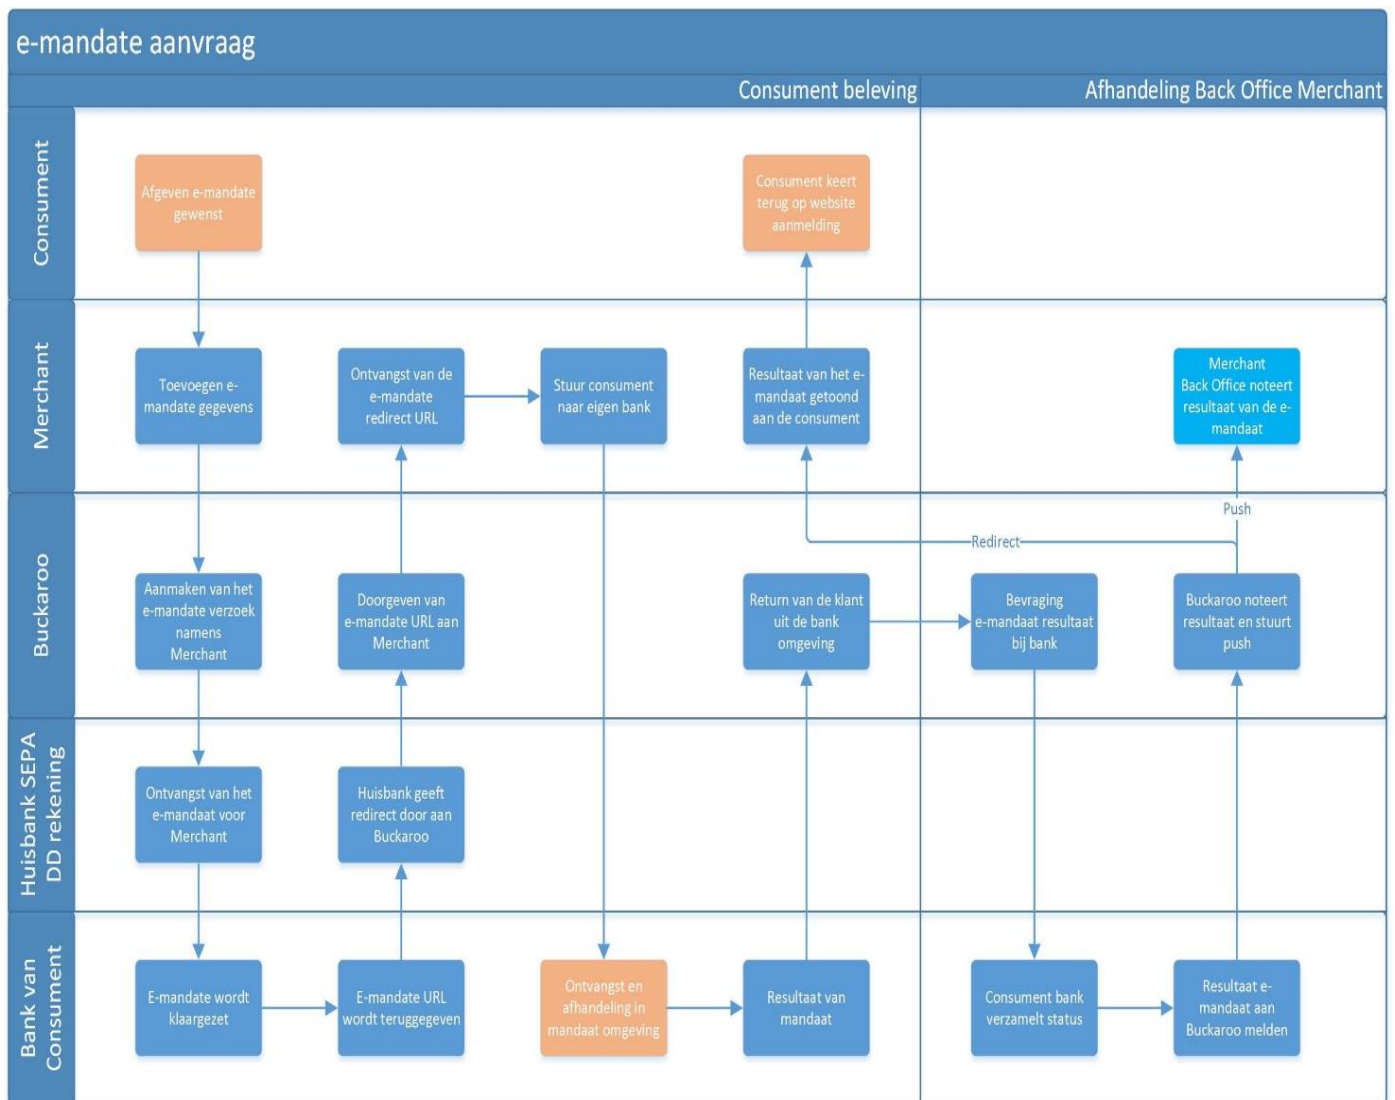 e-mandate aanvraag
Consument beleving
Afhandeling Back Office Merchant
Consument
Afgeven e-mandate
gewenst
Consument keert
terug op website
aanmelding
Merchant
Toevoegen e-
mandate gegevens
Ontvangst van de
e-mandate
redirect URL
Stuur consument
naar eigen bank
Resultaat van het e-
mandaat getoond
aan de consument
Merchant
Back Office noteert
resultaat van de e-
mandaat
Push
Redirect
Buckaroo
Aanmaken van het
e-mandate verzoek
namens
Merchant
Doorgeven van
e-mandate URL aan
Merchant
Return van de klant
uit de bank
omgeving
Bevraging
e-mandaat resultaat
bij bank
Buckaroo noteert
resultaat en stuurt
push
Huisbank SEPA
DD rekening
Ontvangst van het
e-mandaat voor
Merchant
Huisbank geeft
redirect door aan
Buckaroo
Bank van
Consument
E-mandate wordt
klaargezet
E-mandate URL
wordt teruggegeven
Ontvangst en
afhandeling in
mandaat omgeving
Resultaat van
mandaat
Consument bank
verzamelt status
Resultaat e-
mandaat aan
Buckaroo melden